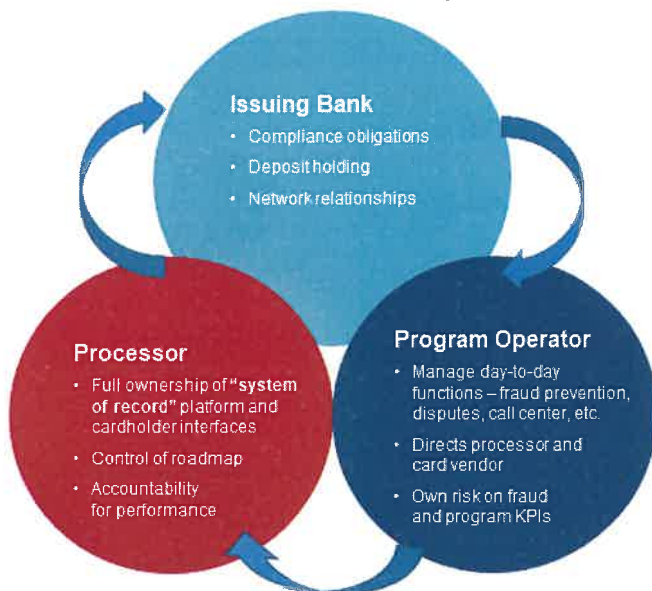 Issuing Bank
• Compliance obligations
• Deposit holding
• Network relationships
Processor
• Full ownership of "system
of record" platform and
cardholder interfaces
• Control of roadmap
• Accountability
for performance
Program Operator
• Manage day-to-day
functions – fraud prevention,
disputes, call center, etc.
• Directs processor and
card vendor
• Own risk on fraud
and program KPIs